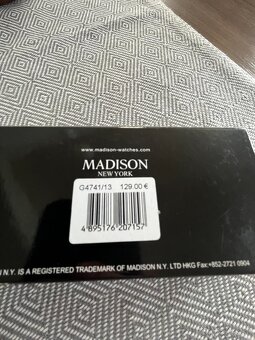 www.madison-watches.com
MADISON
NEW YORK
G4741/13 129.00 €
4 895176 207157
N.Y. IS A REGISTERED TRADEMARK OF MADISON N.Y. LTD HKG Fax:+852-2721 0904